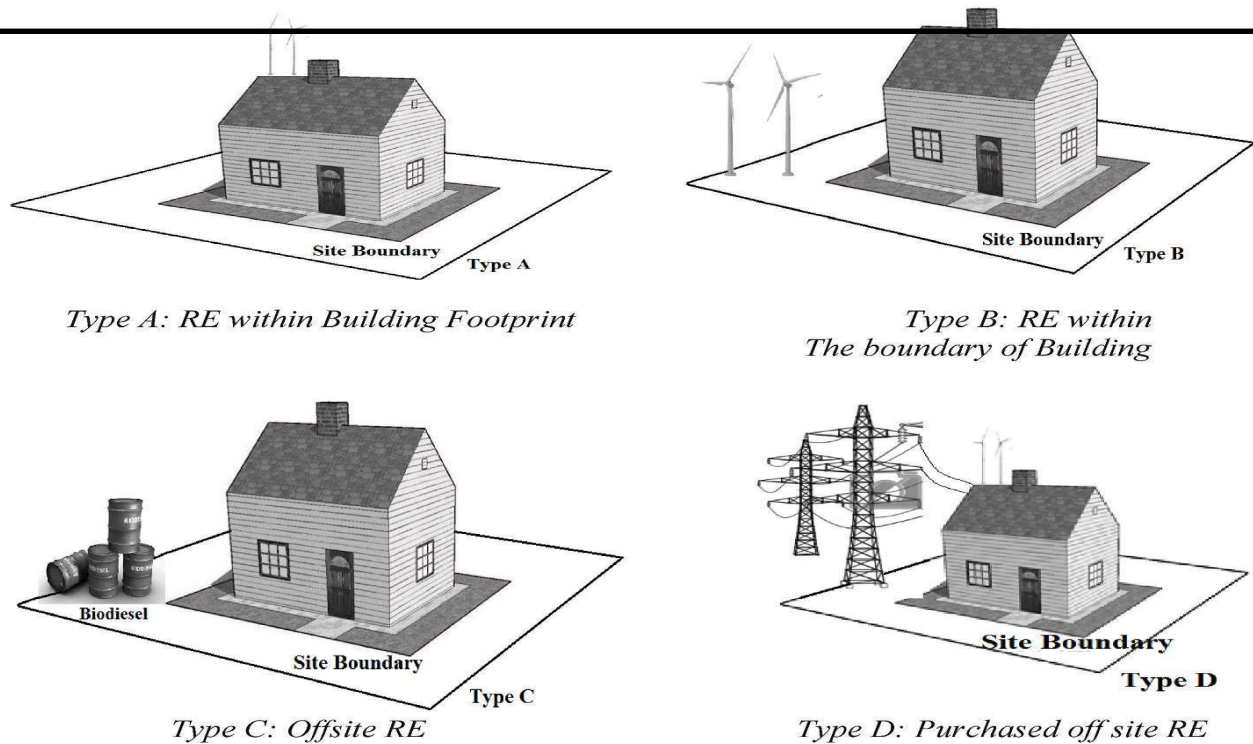 Site Boundary
Type A
Type A: RE within Building Footprint
Site Boundary
Type B
Type B: RE within
The boundary of Building
Biodiesel
Site Boundary
Type C
Type C: Offsite RE
Site Boundary
Type D
Type D: Purchased off site RE